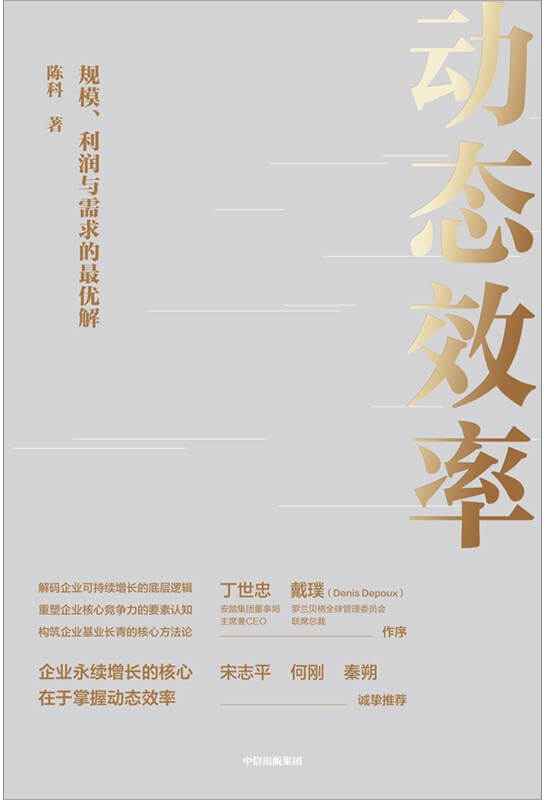 动态效率
规模、利润与需求的最优解
陈科 著
解码企业可持续增长的底层逻辑
重塑企业核心竞争力的要素认知
构筑企业基业长青的核心方法论
丁世忠
安踏集团董事局
主席兼CEO
戴璞(Denis Depoux)
罗兰贝格全球管理委员会
联席总裁
作序
企业永续增长的核心
在于掌握动态效率
宋志平 何刚 秦朔
诚挚推荐
中信出版集团